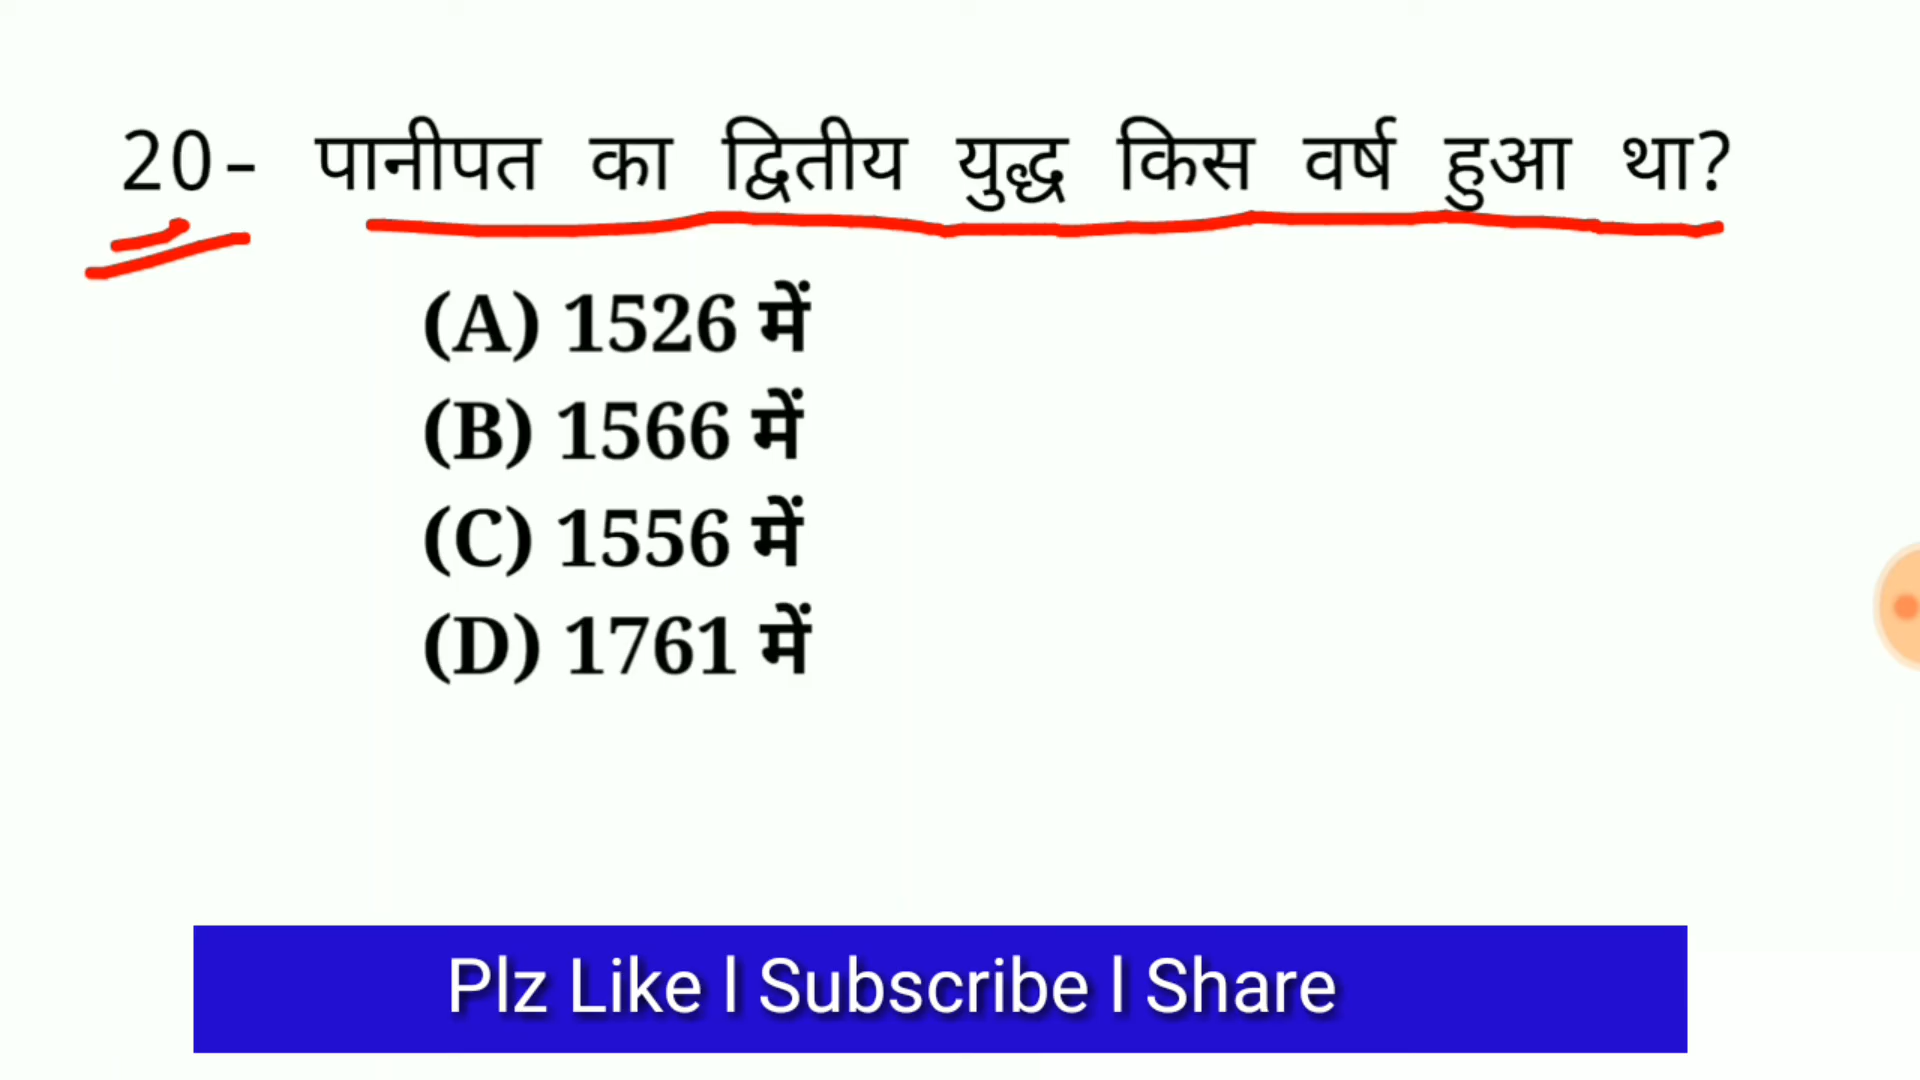 20- पानीपत का द्वितीय युद्ध किस वर्ष हुआ था?
(A) 1526 में
(B) 1566 में
(C) 1556 में
(D) 1761 में
Plz Like l Subscribe l Share